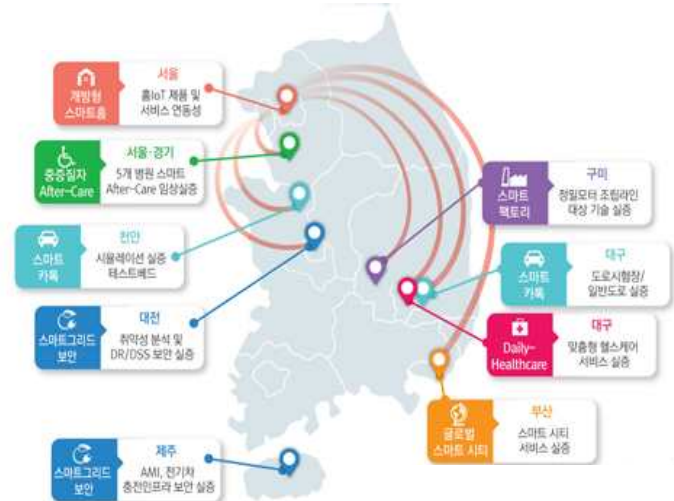 개방형
스마트홈
서울
홈IoT 제품 및
서비스 연동성
중증질자
After-Care
서울·경기
5개 병원 스마트
After-Care 임상실증
스마트
카톡
천안
시뮬레이션 실증
테스트베드
스마트그리드
보안
대전
취약성 분석 및
DR/DSS 보안 실증
스마트그리드
보안
제주
AMI, 전기차
충전인프라 보안 실증
스마트
팩토리
구미
정밀모터 조립라인
대상 기술 실증
스마트
카톡
대구
도로시험장/
일반도로 실증
Daily-
Healthcare
대구
맞춤형 헬스케어
서비스 실증
글로벌
스마트 시티
부산
스마트 시티
서비스 실증